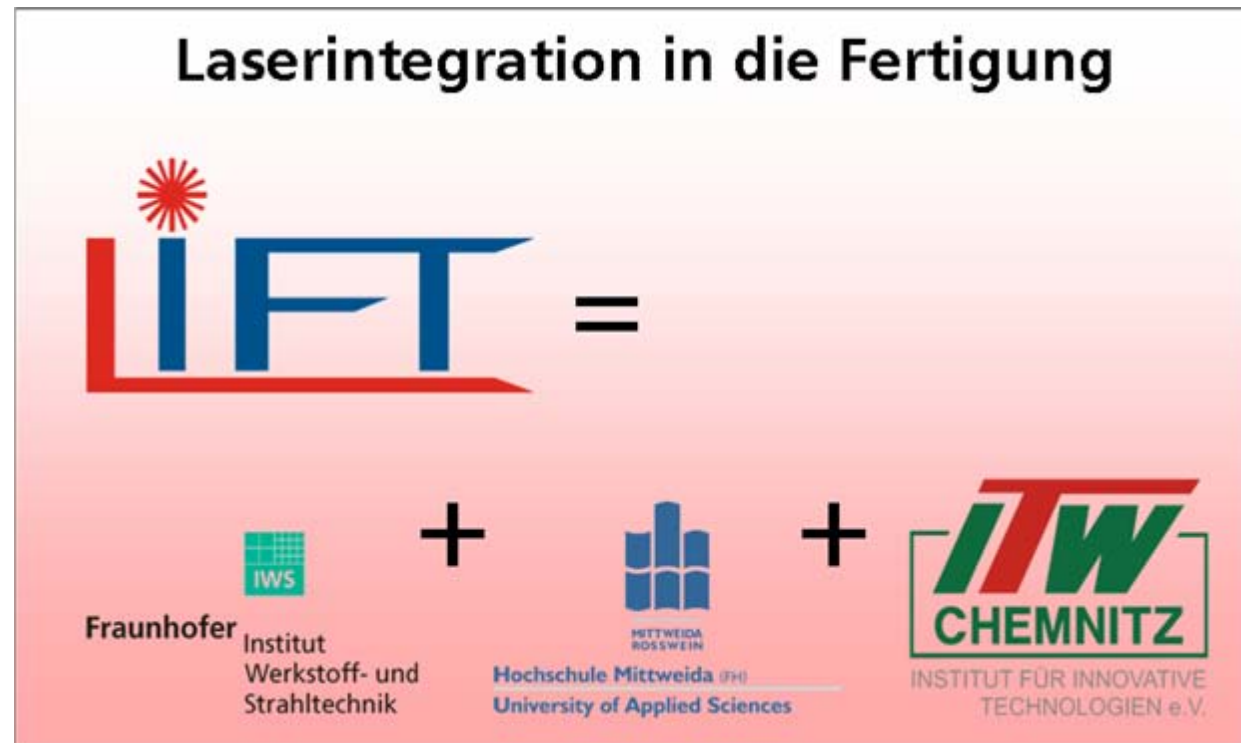 Laserintegration in die Fertigung
LIFT =
IWS
Fraunhofer Institut
Werkstoff- und
Strahltechnik
+
MITTWEIDA
ROSSWEIN
Hochschule Mittweida (FH)
University of Applied Sciences
+
ITW
CHEMNITZ
INSTITUT FÜR INNOVATIVE
TECHNOLOGIEN e.V.